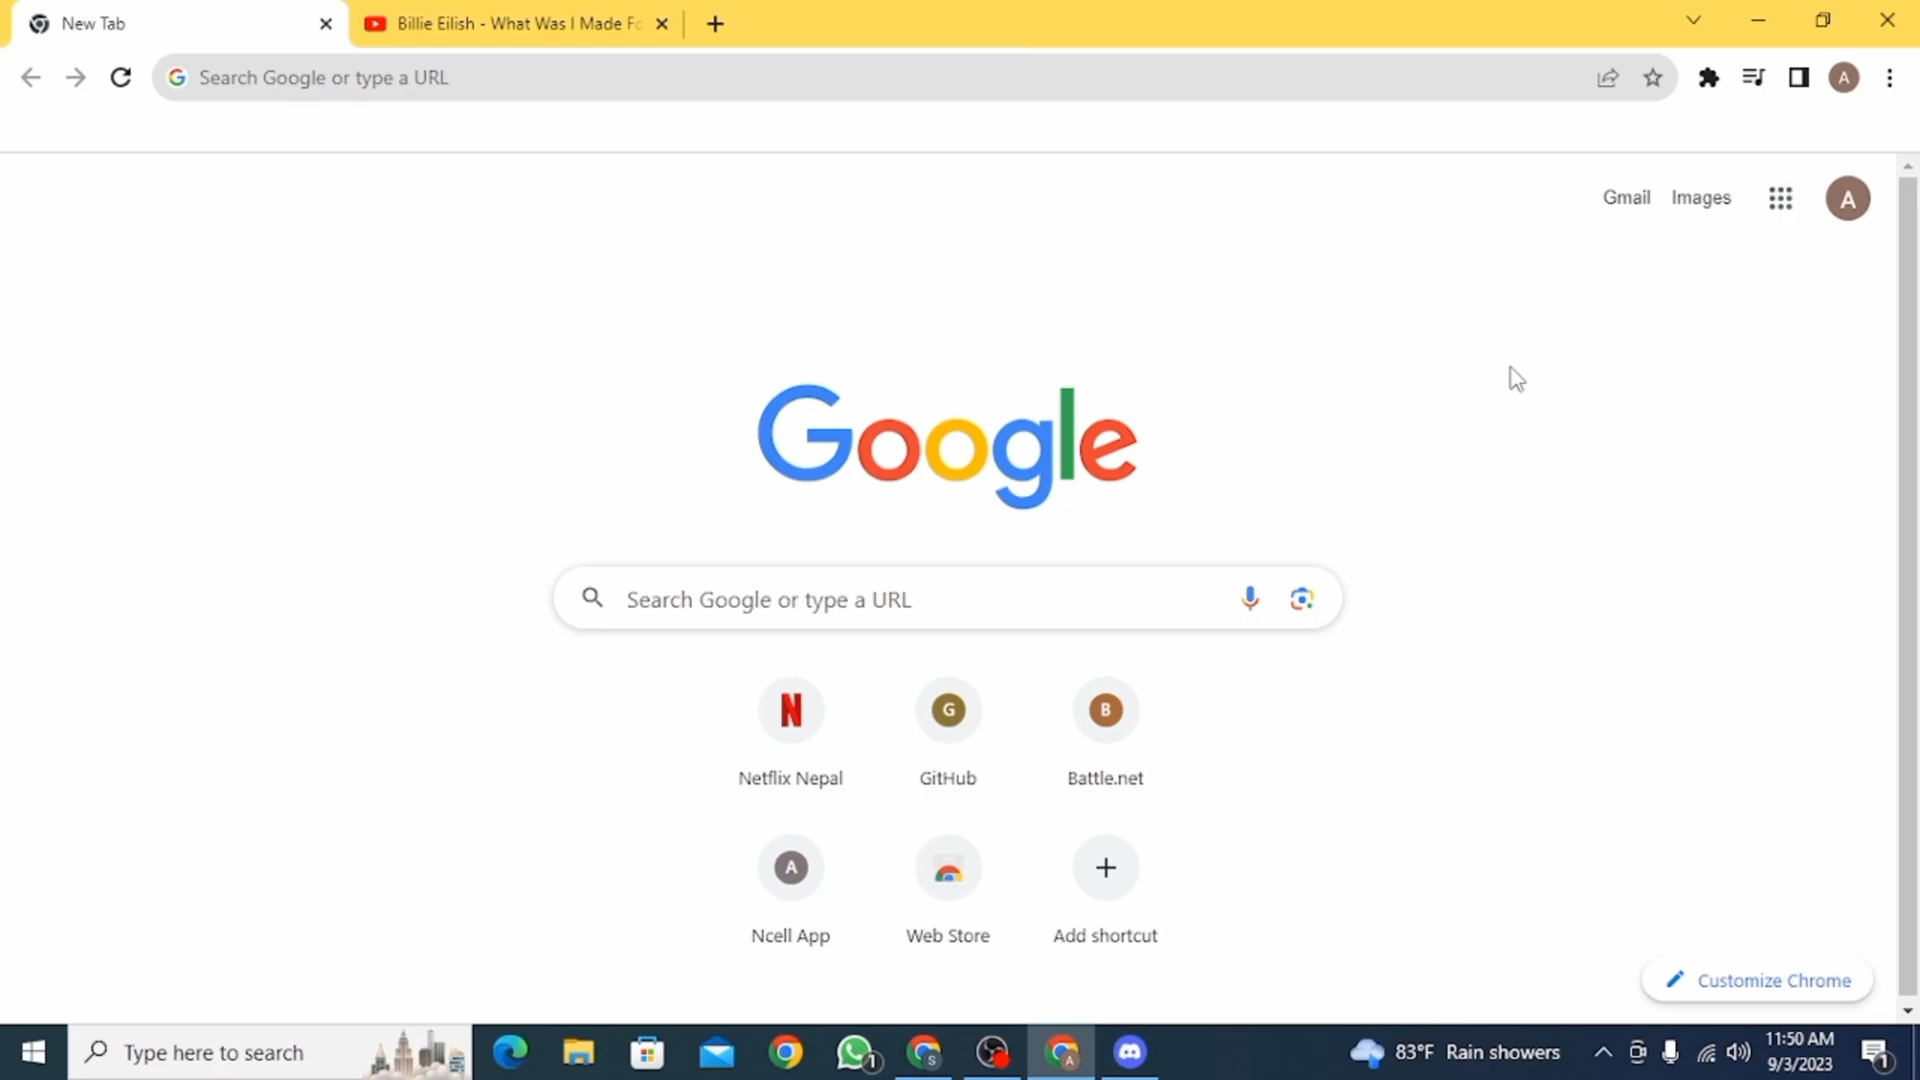 New Tab
Billie Eilish - What Was I Made Fo
Search Google or type a URL
A
Gmail Images
A
Google
Search Google or type a URL
N G B
Netflix Nepal GitHub Battle.net
A
Ncell App Web Store Add shortcut
Customize Chrome
Type here to search
1
S
A
83°F Rain showers
11:50 AM
9/3/2023
1